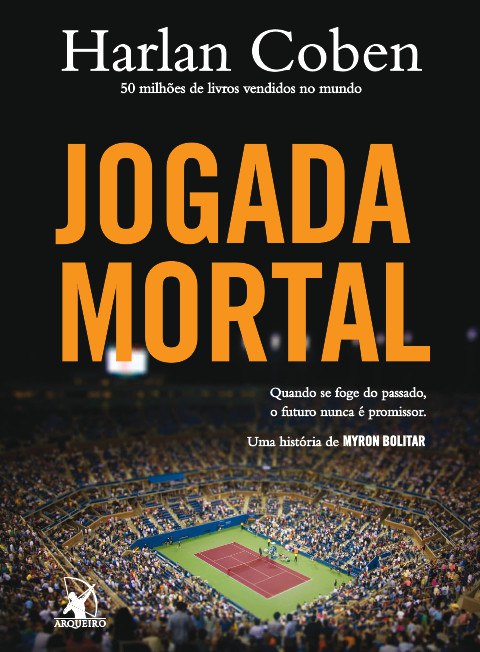 Harlan Coben
50 milhões de livros vendidos no mundo
JOGADA
MORTAL
Quando se foge do passado,
o futuro nunca é promissor.
Uma história de MYRON BOLITAR
ARQUEIRO